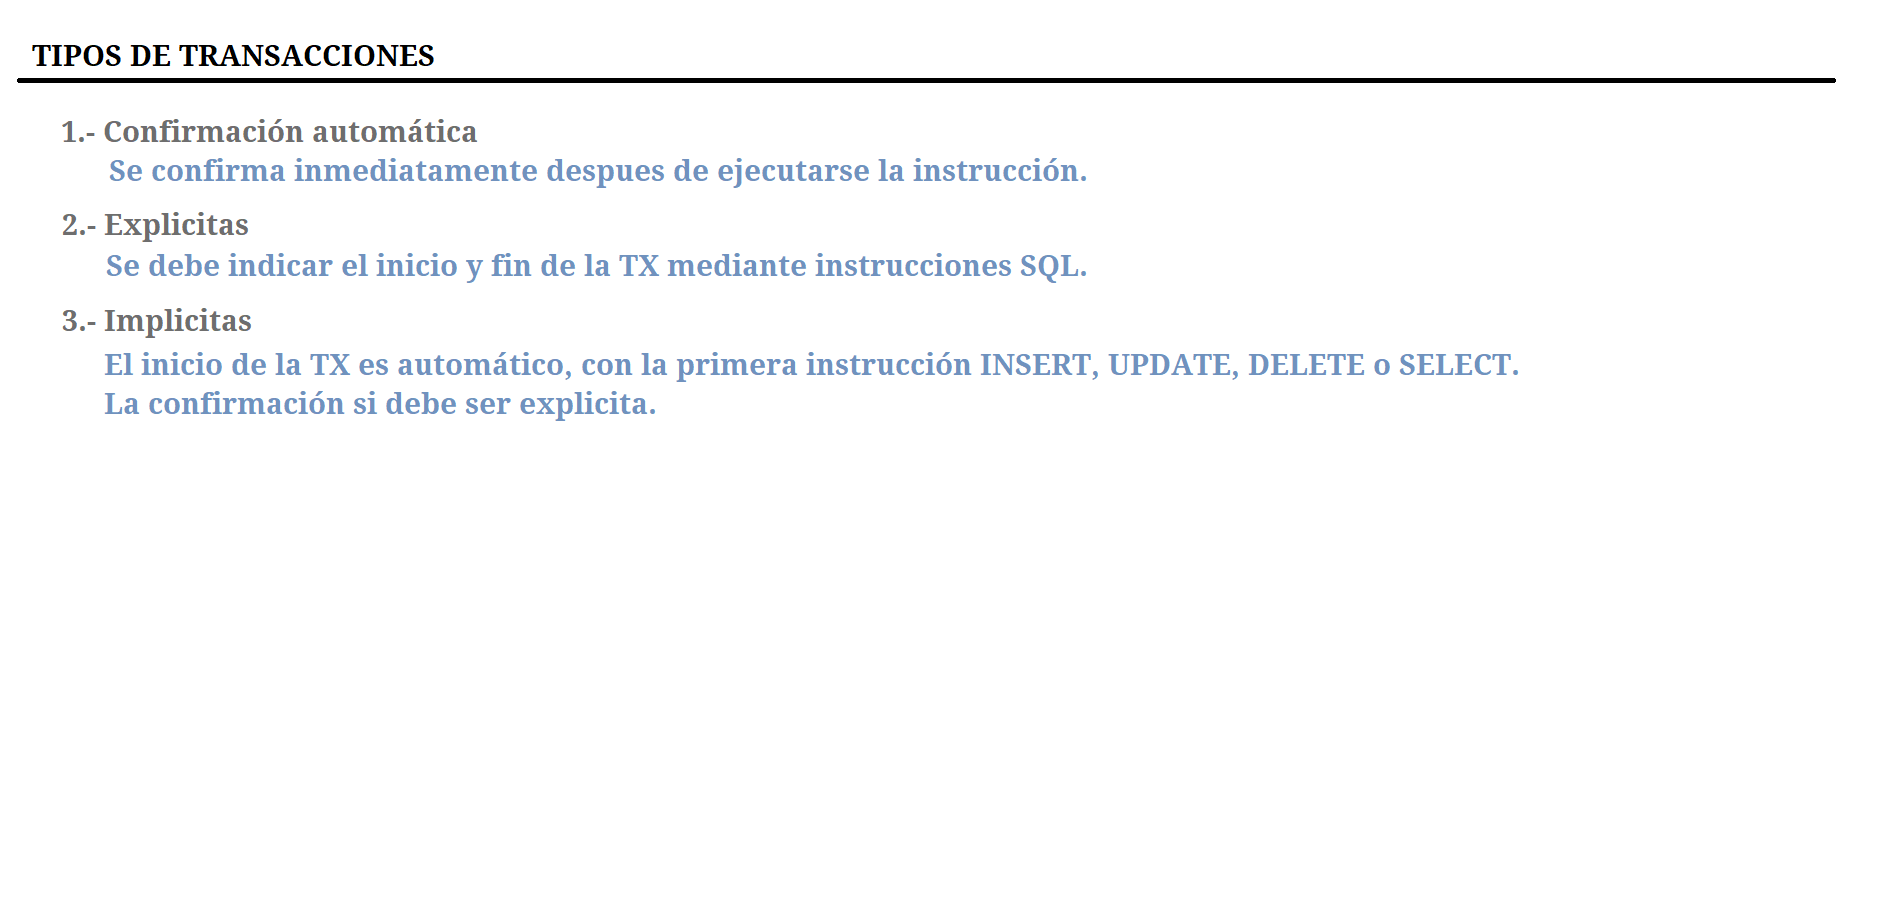 TIPOS DE TRANSACCIONES
1.- Confirmación automática
Se confirma inmediatamente despues de ejecutarse la instrucción.
2.- Explicitas
Se debe indicar el inicio y fin de la TX mediante instrucciones SQL.
3.- Implicitas
El inicio de la TX es automático, con la primera instrucción INSERT, UPDATE, DELETE o SELECT.
La confirmación si debe ser explicita.